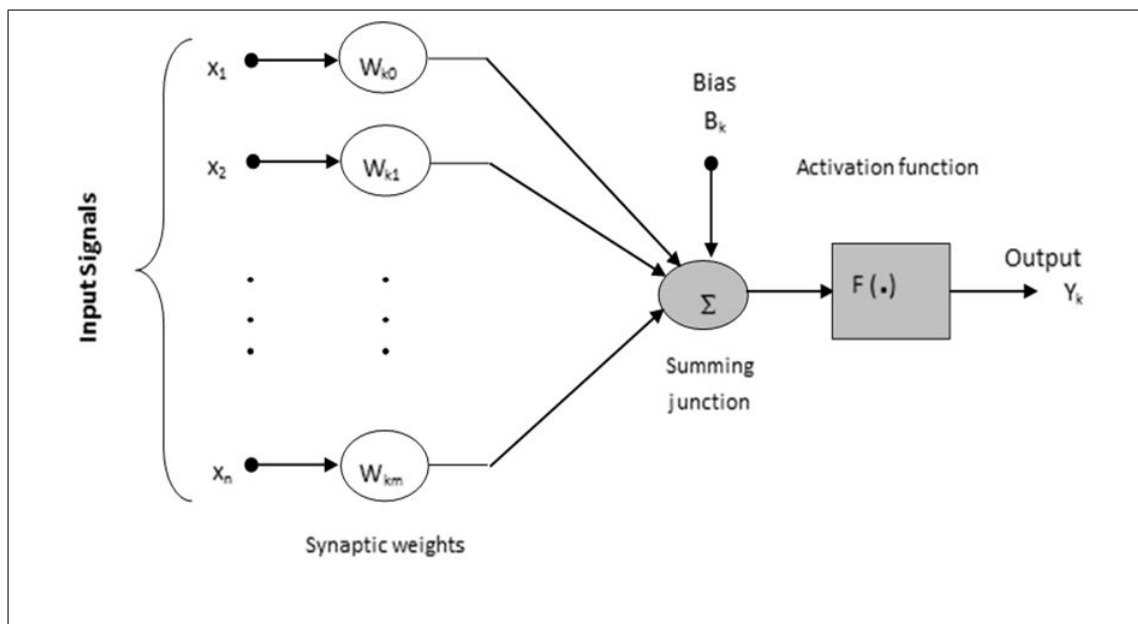 Input Signals
x₁
Wₖ₀
x₂
Wₖ₁
xₙ
Wₖₘ
Synaptic weights
Bias
Bₖ
Σ
Summing
junction
Activation function
F (•)
Output
Yₖ